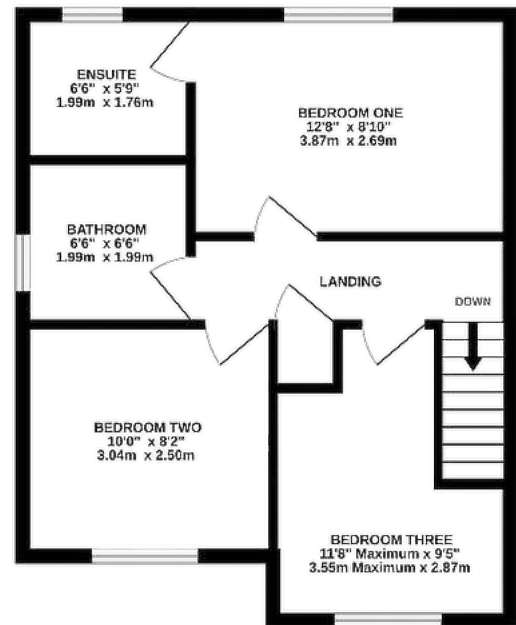 ENSUITE
6'6" x 5'9"
1.99m x 1.76m
BEDROOM ONE
12'8" x 8'10"
3.87m x 2.69m
BATHROOM
6'6" x 6'6"
1.99m x 1.99m
LANDING
DOWN
BEDROOM TWO
10'0" x 8'2"
3.04m x 2.50m
BEDROOM THREE
11'8" Maximum x 9'5"
3.55m Maximum x 2.87m